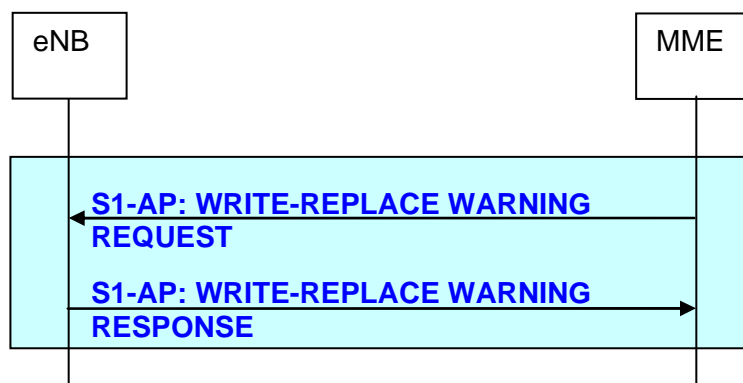 eNB
MME
S1-AP: WRITE-REPLACE WARNING
REQUEST
S1-AP: WRITE-REPLACE WARNING
RESPONSE